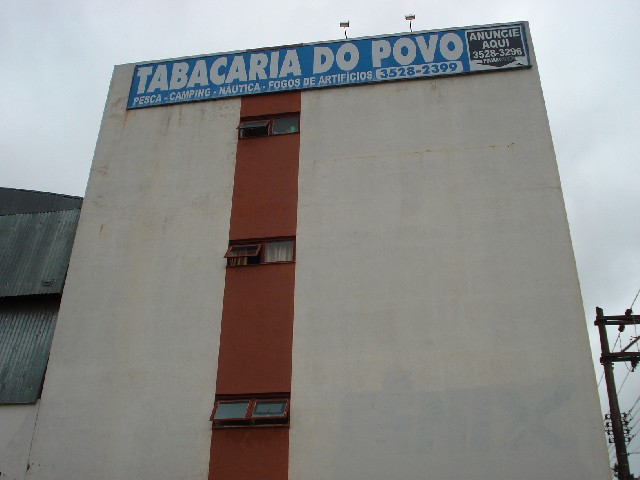 TABACARIA DO POVO
PESCA - CAMPING - NÁUTICA - FOGOS DE ARTIFÍCIOS 3528-2399
ANUNCIE
AQUI
3528-3296